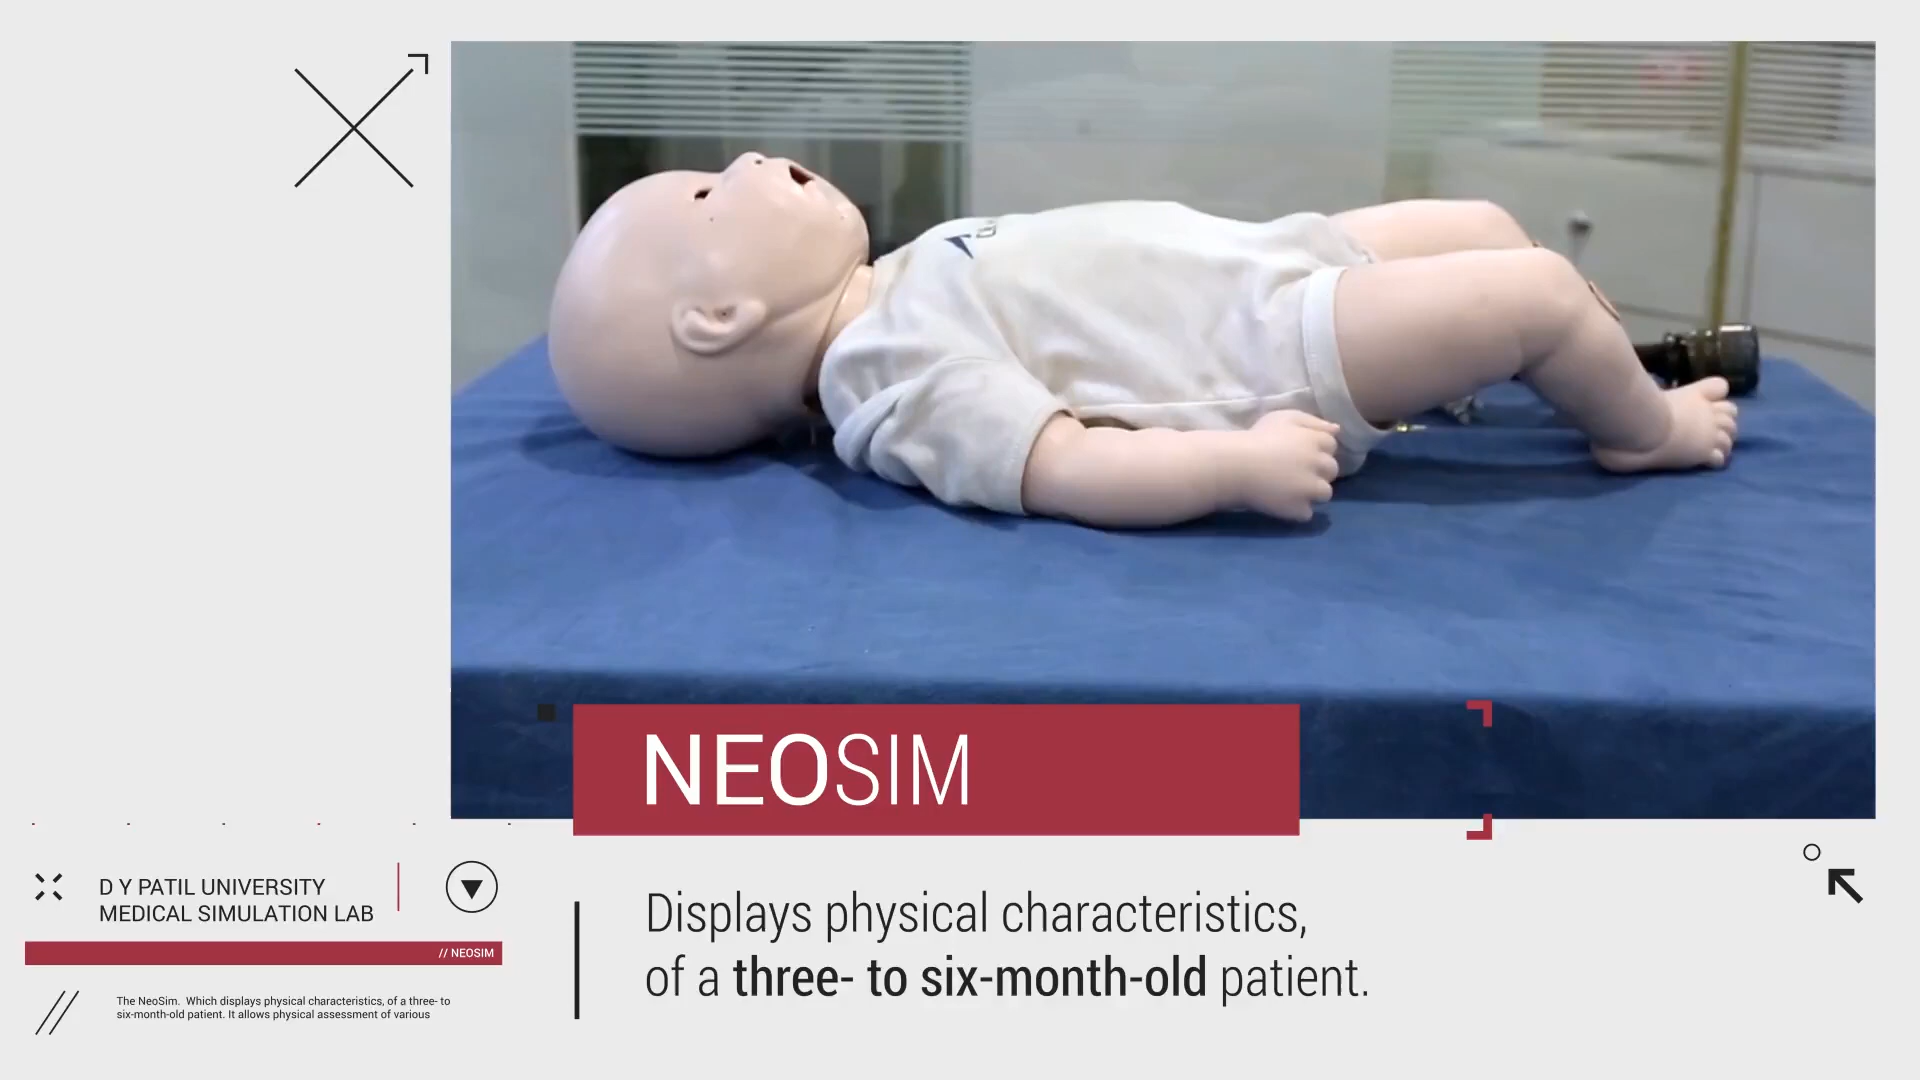 NEOSIM
D Y PATIL UNIVERSITY
MEDICAL SIMULATION LAB
// NEOSIM
The NeoSim. Which displays physical characteristics, of a three- to
six-month-old patient. It allows physical assessment of various
Displays physical characteristics,
of a three- to six-month-old patient.